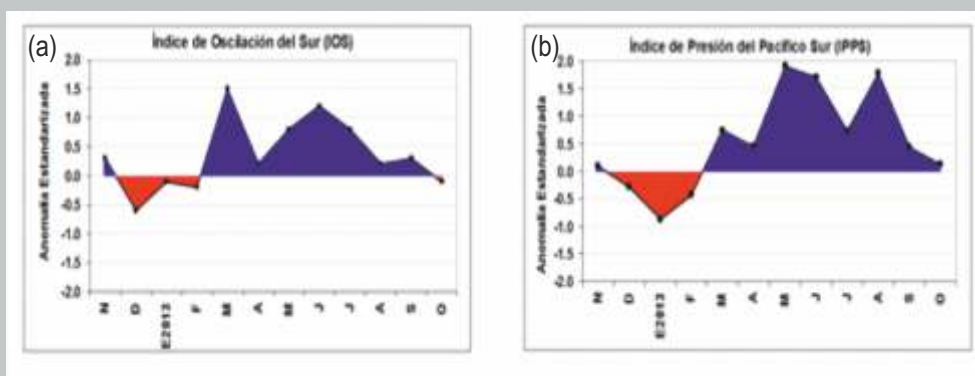 (a)
Índice de Oscilación del Sur (IOS)
Anomalía Estandarizada
2.0
1.5
1.0
0.5
0.0
-0.5
-1.0
-1.5
-2.0
N D E2013 F M A M J J A S O
(b)
Índice de Presión del Pacífico Sur (IPPS)
Anomalía Estandarizada
2.0
1.5
1.0
0.5
0.0
-0.5
-1.0
-1.5
-2.0
N D E2013 F M A M J J A S O